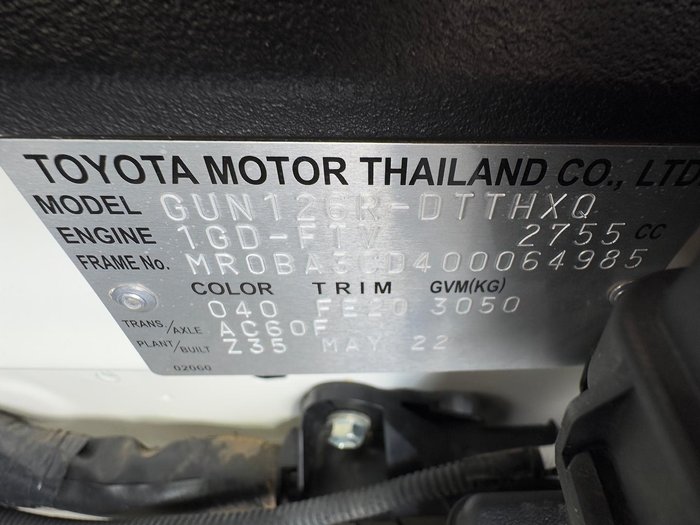 TOYOTA MOTOR THAILAND CO., LTD
MODEL GUN126R-DTTHXQ
ENGINE 1GD-FTV 2755 CC
FRAME No. MR0BA3CD400064985
COLOR TRIM GVM(KG)
040 FE20 3050
TRANS/AXLE AC60F
PLANT/BUILT Z35 MAY 22
02060